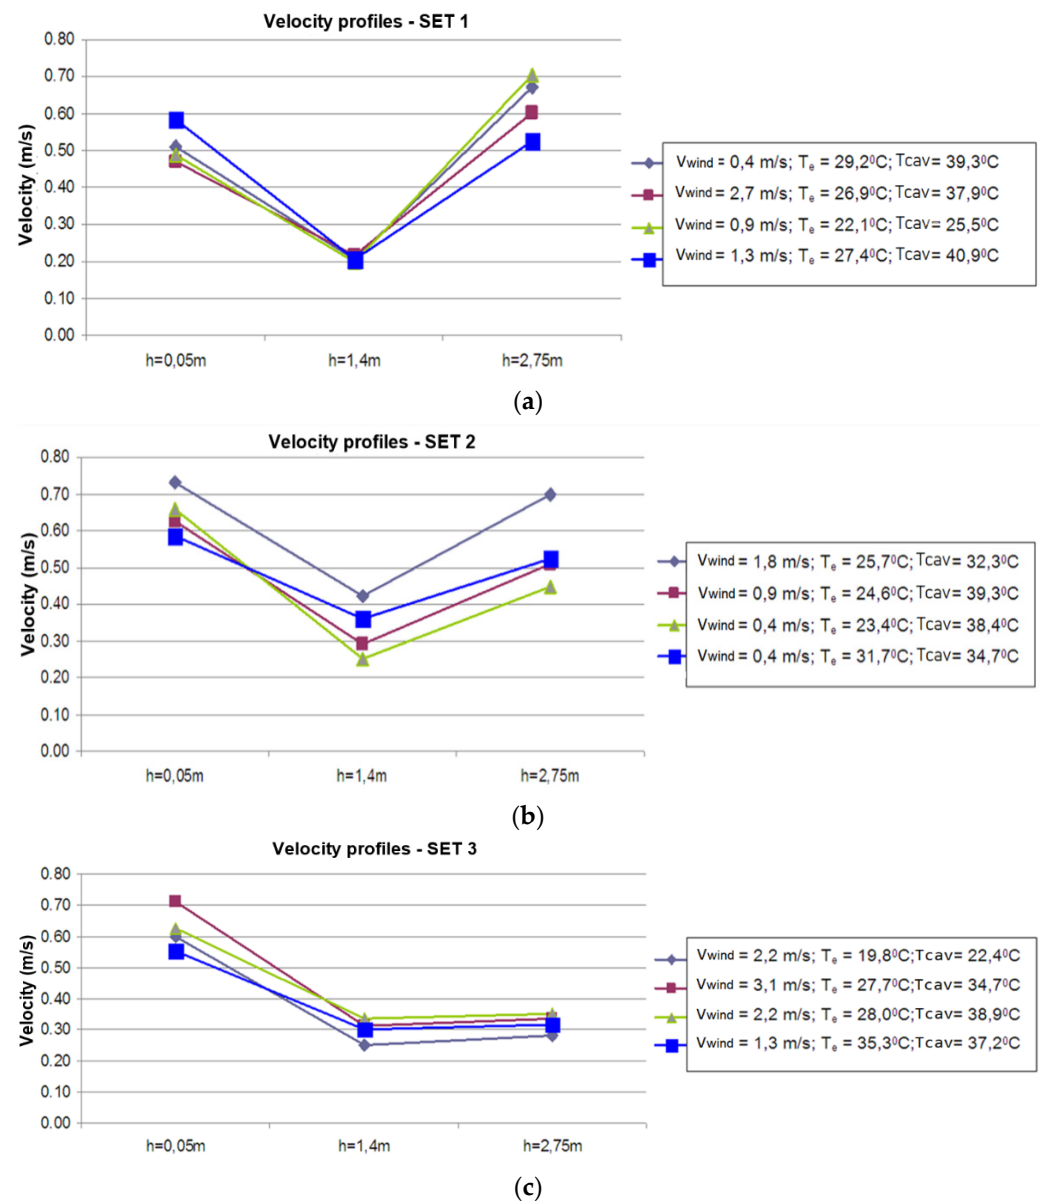 Velocity profiles - SET 1
Velocity (m/s)
0.80
0.70
0.60
0.50
0.40
0.30
0.20
0.10
0.00
h=0,05m
h=1,4m
h=2,75m
Vwind = 0,4 m/s; Te = 29,2⁰C; Tcav= 39,3⁰C
Vwind = 2,7 m/s; Te = 26,9⁰C; Tcav= 37,9⁰C
Vwind = 0,9 m/s; Te = 22,1⁰C; Tcav= 25,5⁰C
Vwind = 1,3 m/s; Te = 27,4⁰C; Tcav= 40,9⁰C
(a)
Velocity profiles - SET 2
Velocity (m/s)
0.80
0.70
0.60
0.50
0.40
0.30
0.20
0.10
0.00
h=0,05m
h=1,4m
h=2,75m
Vwind = 1,8 m/s; Te = 25,7⁰C; Tcav= 32,3⁰C
Vwind = 0,9 m/s; Te = 24,6⁰C; Tcav= 39,3⁰C
Vwind = 0,4 m/s; Te = 23,4⁰C; Tcav= 38,4⁰C
Vwind = 0,4 m/s; Te = 31,7⁰C; Tcav= 34,7⁰C
(b)
Velocity profiles - SET 3
Velocity (m/s)
0.80
0.70
0.60
0.50
0.40
0.30
0.20
0.10
0.00
h=0,05m
h=1,4m
h=2,75m
Vwind = 2,2 m/s; Te = 19,8⁰C;Tcav= 22,4⁰C
Vwind = 3,1 m/s; Te = 27,7⁰C;Tcav= 34,7⁰C
Vwind = 2,2 m/s; Te = 28,0⁰C;Tcav= 38,9⁰C
Vwind = 1,3 m/s; Te = 35,3⁰C;Tcav= 37,2⁰C
(c)